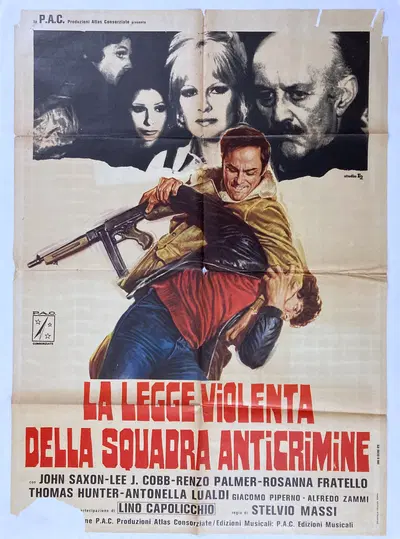 la P.A.C. Produzioni Atlas Consorziate presenta
P.A.C.
LA LEGGE VIOLENTA
DELLA SQUADRA ANTICRIMINE
con JOHN SAXON-LEE J. COBB-RENZO PALMER-ROSANNA FRATELLO
THOMAS HUNTER-ANTONELLA LUALDI GIACOMO PIPERNO - ALFREDO ZAMMI
partecipazione di LINO CAPOLICCHIO regia di STELVIO MASSI
ne P.A.C. Produzioni Atlas Consorziate/Edizioni Musicali: P.A.C. Edizioni Musicali